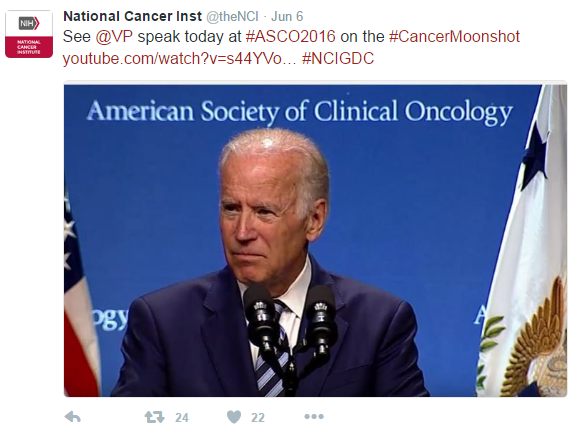 NIH
NATIONAL
CANCER
INSTITUTE
National Cancer Inst @theNCI · Jun 6
See @VP speak today at #ASCO2016 on the #CancerMoonshot
youtube.com/watch?v=s44YVo… #NCIGDC
American Society of Clinical Oncology
ogy
A
24
22